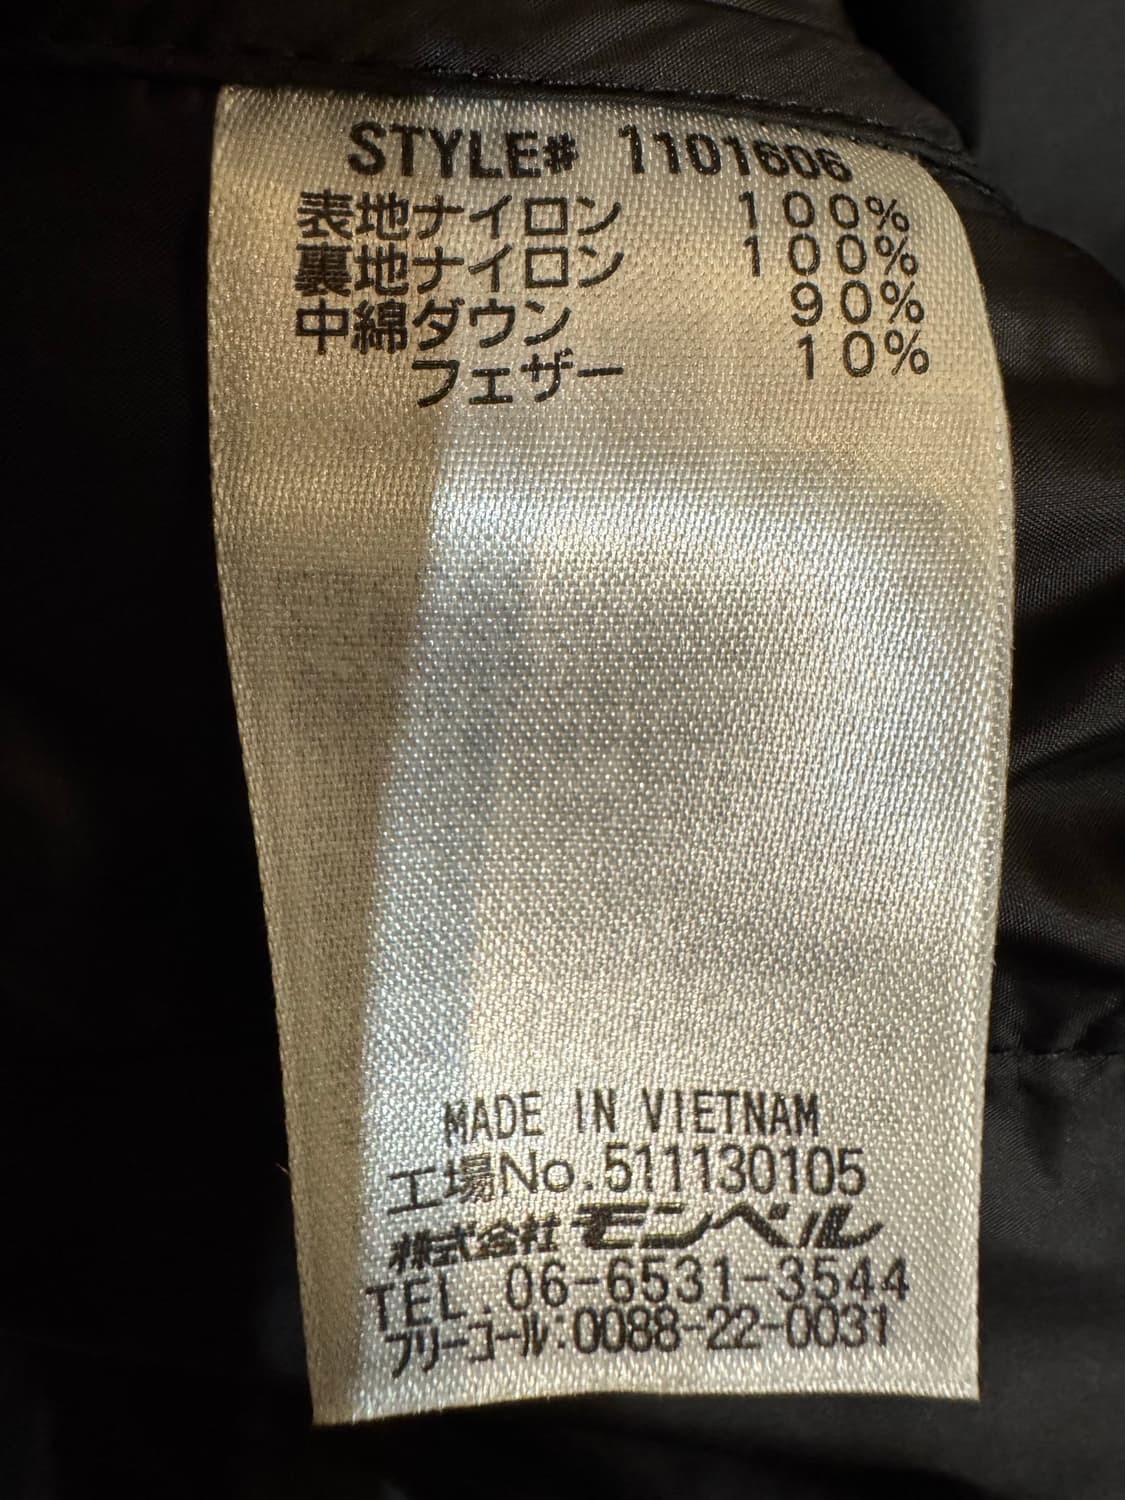 STYLE# 1101606
表地ナイロン 100%
裏地ナイロン 100%
中綿ダウン 90%
フェザー 10%
MADE IN VIETNAM
工場No.511130105
株式会社モンベル
TEL.06-6531-3544
フリーコール:0088-22-0031